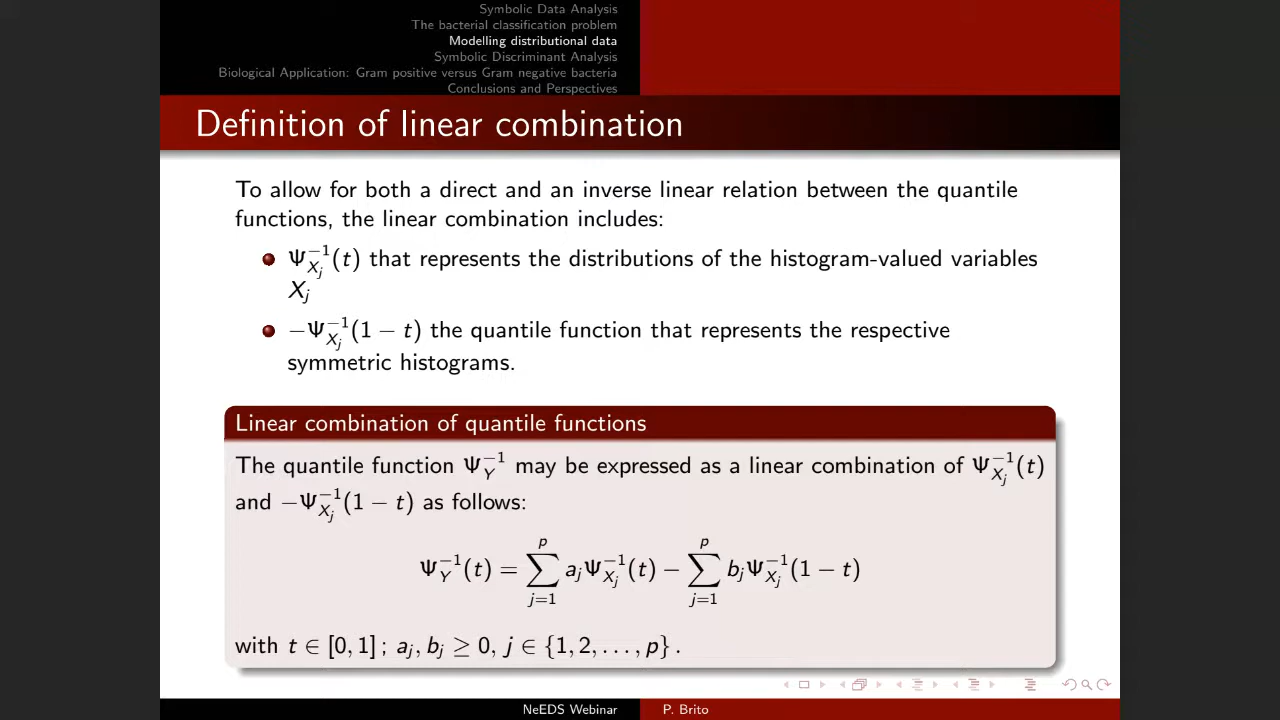 Symbolic Data Analysis
The bacterial classification problem
Modelling distributional data
Symbolic Discriminant Analysis
Biological Application: Gram positive versus Gram negative bacteria
Conclusions and Perspectives
Definition of linear combination
To allow for both a direct and an inverse linear relation between the quantile
functions, the linear combination includes:
Ψ_{X_j}^{−1}(t) that represents the distributions of the histogram-valued variables
X_j
−Ψ_{X_j}^{−1}(1 − t) the quantile function that represents the respective
symmetric histograms.
Linear combination of quantile functions
The quantile function Ψ_Y^{−1} may be expressed as a linear combination of Ψ_{X_j}^{−1}(t)
and −Ψ_{X_j}^{−1}(1 − t) as follows:
Ψ_Y^{−1}(t) = ∑_{j=1}^{p} a_jΨ_{X_j}^{−1}(t) − ∑_{j=1}^{p} b_jΨ_{X_j}^{−1}(1 − t)
with t ∈ [0, 1] ; a_j, b_j ≥ 0, j ∈ {1, 2, . . . , p} .
NeEDS Webinar P. Brito